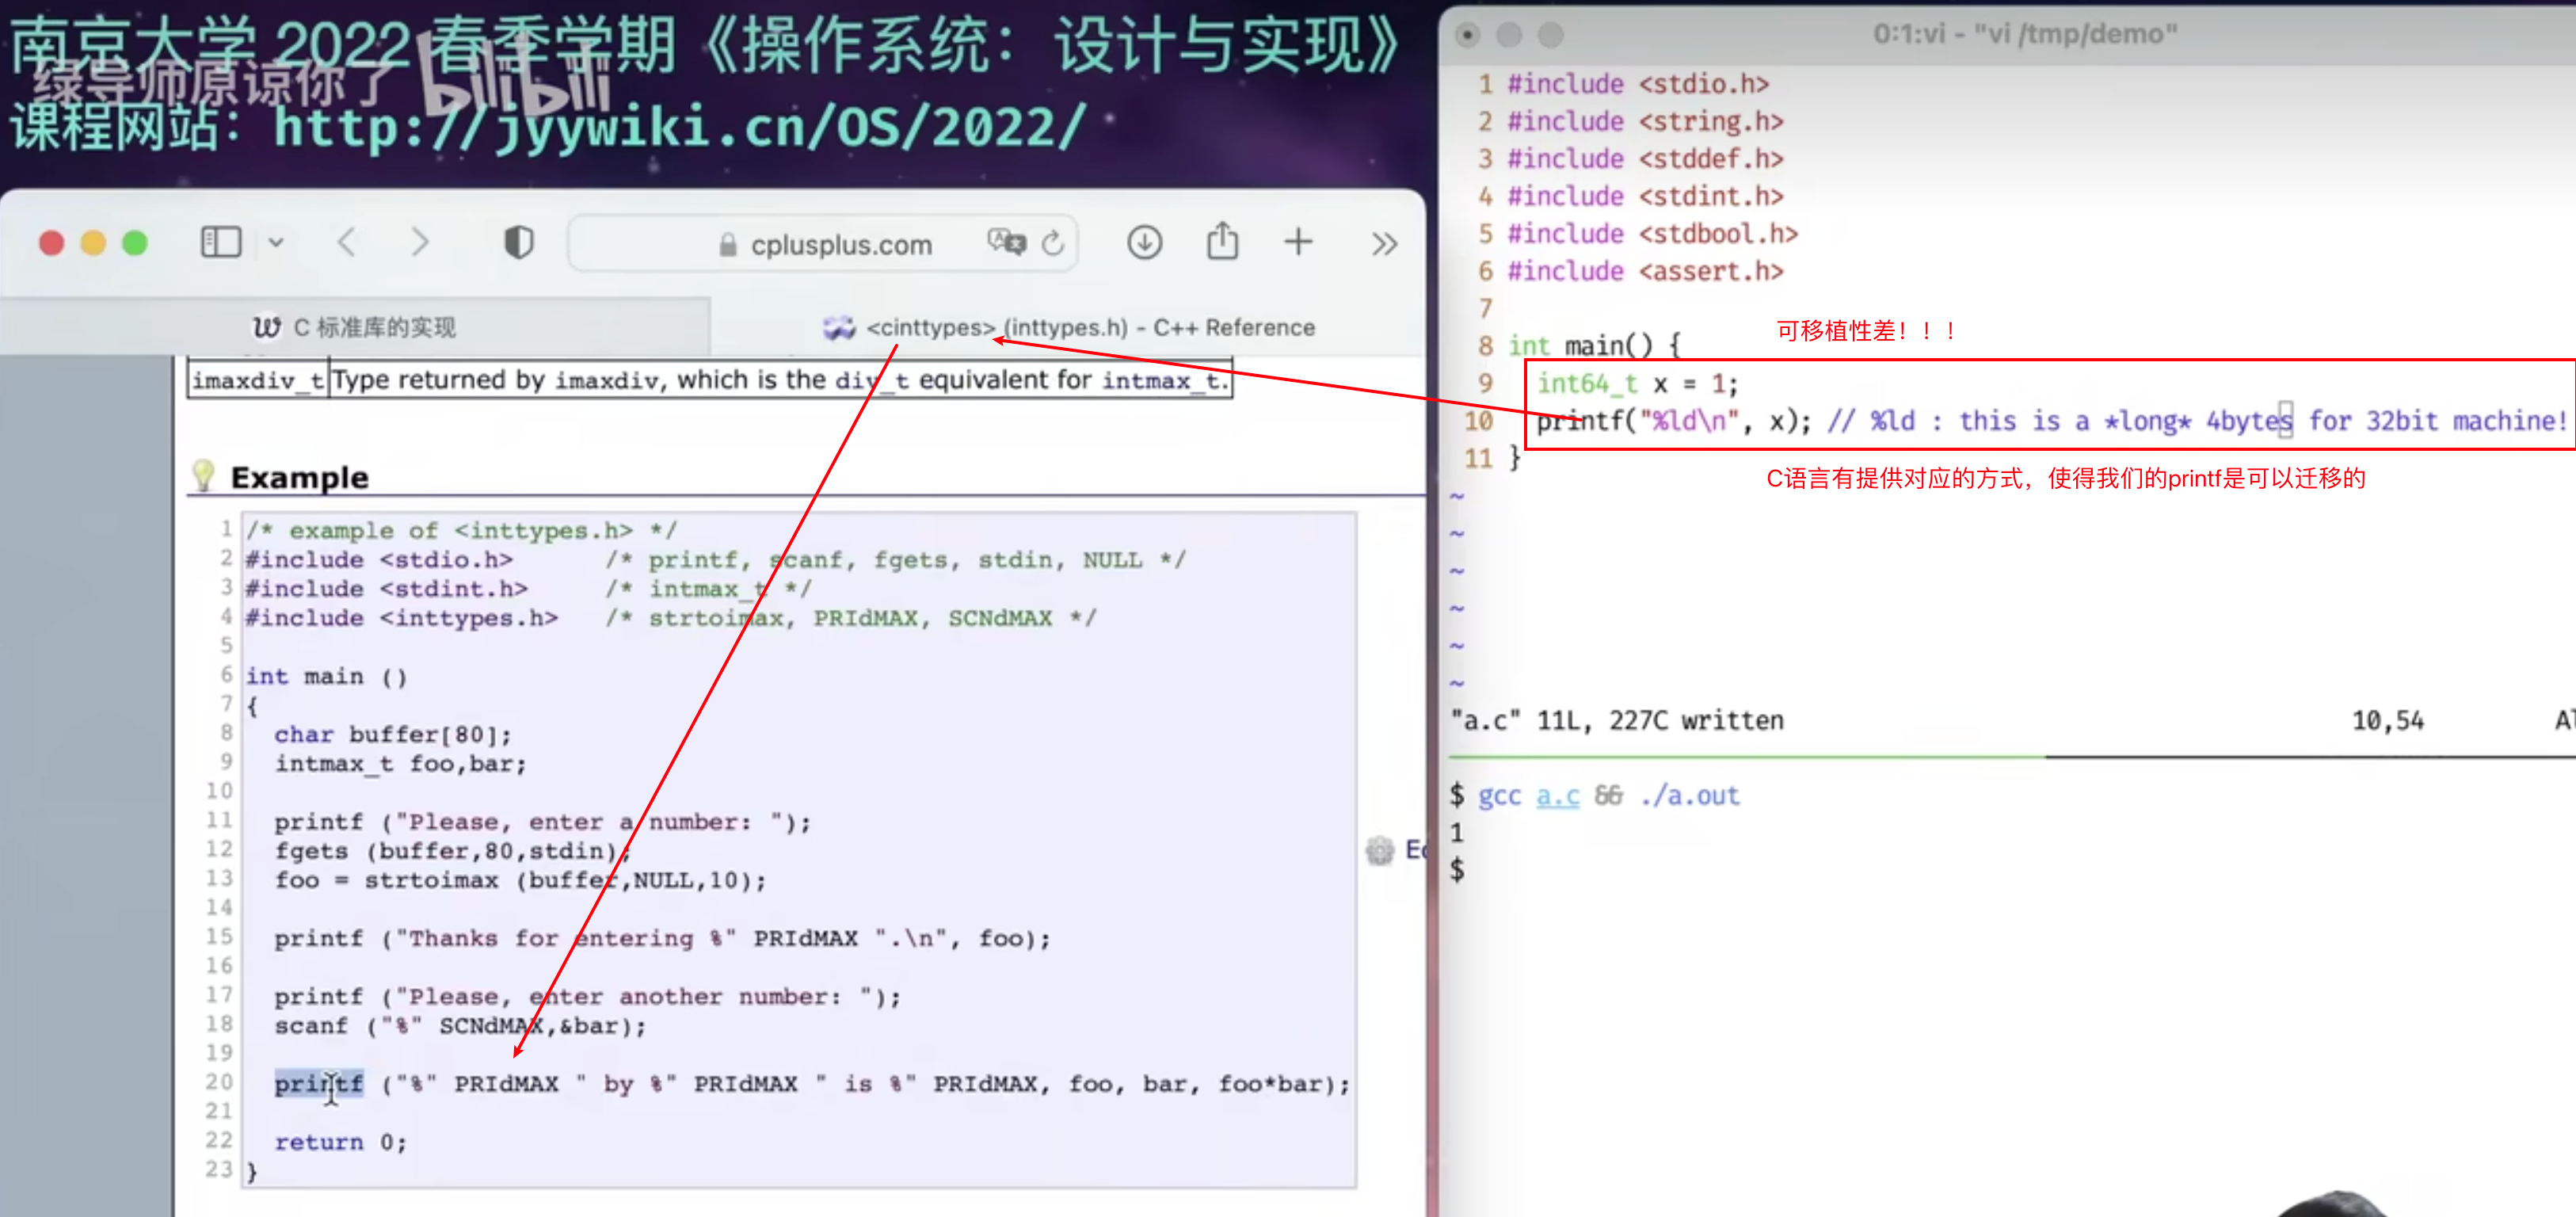 南京大学 2022 春季学期《操作系统：设计与实现》
绿导师原谅你了 bilibili
课程网站：http://jyywiki.cn/OS/2022/
cplusplus.com
C 标准库的实现
<cinttypes> (inttypes.h) - C++ Reference
imaxdiv_t Type returned by imaxdiv, which is the div_t equivalent for intmax_t.
Example
1 /* example of <inttypes.h> */
2 #include <stdio.h> /* printf, scanf, fgets, stdin, NULL */
3 #include <stdint.h> /* intmax_t */
4 #include <inttypes.h> /* strtoimax, PRIdMAX, SCNdMAX */
5
6 int main ()
7 {
8 char buffer[80];
9 intmax_t foo,bar;
10
11 printf ("Please, enter a number: ");
12 fgets (buffer,80,stdin);
13 foo = strtoimax (buffer,NULL,10);
14
15 printf ("Thanks for entering %" PRIdMAX ".\n", foo);
16
17 printf ("Please, enter another number: ");
18 scanf ("%" SCNdMAX,&bar);
19
20 printf ("%" PRIdMAX " by %" PRIdMAX " is %" PRIdMAX, foo, bar, foo*bar);
21
22 return 0;
23 }
0:1:vi - "vi /tmp/demo"
1 #include <stdio.h>
2 #include <string.h>
3 #include <stddef.h>
4 #include <stdint.h>
5 #include <stdbool.h>
6 #include <assert.h>
7
可移植性差！！！
8 int main() {
9 int64_t x = 1;
10 printf("%ld\n", x); // %ld : this is a *long* 4bytes for 32bit machine!
11 }
C语言有提供对应的方式，使得我们的printf是可以迁移的
~
~
~
~
~
~
"a.c" 11L, 227C written 10,54
$ gcc a.c && ./a.out
1
$